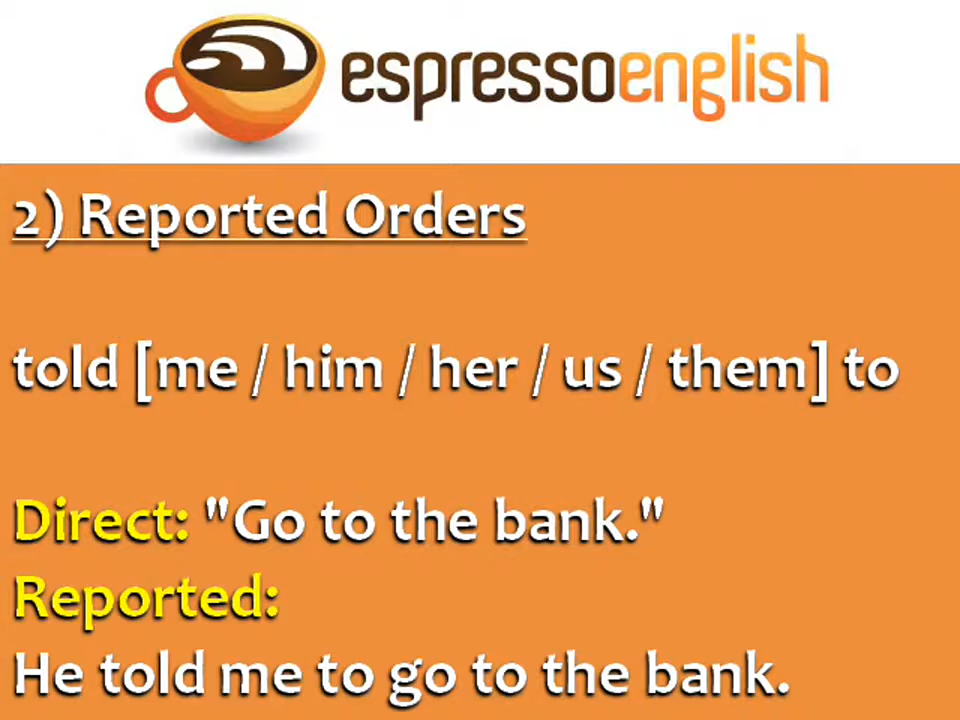 espressoenglish
2) Reported Orders
told [me / him / her / us / them] to
Direct: "Go to the bank."
Reported:
He told me to go to the bank.